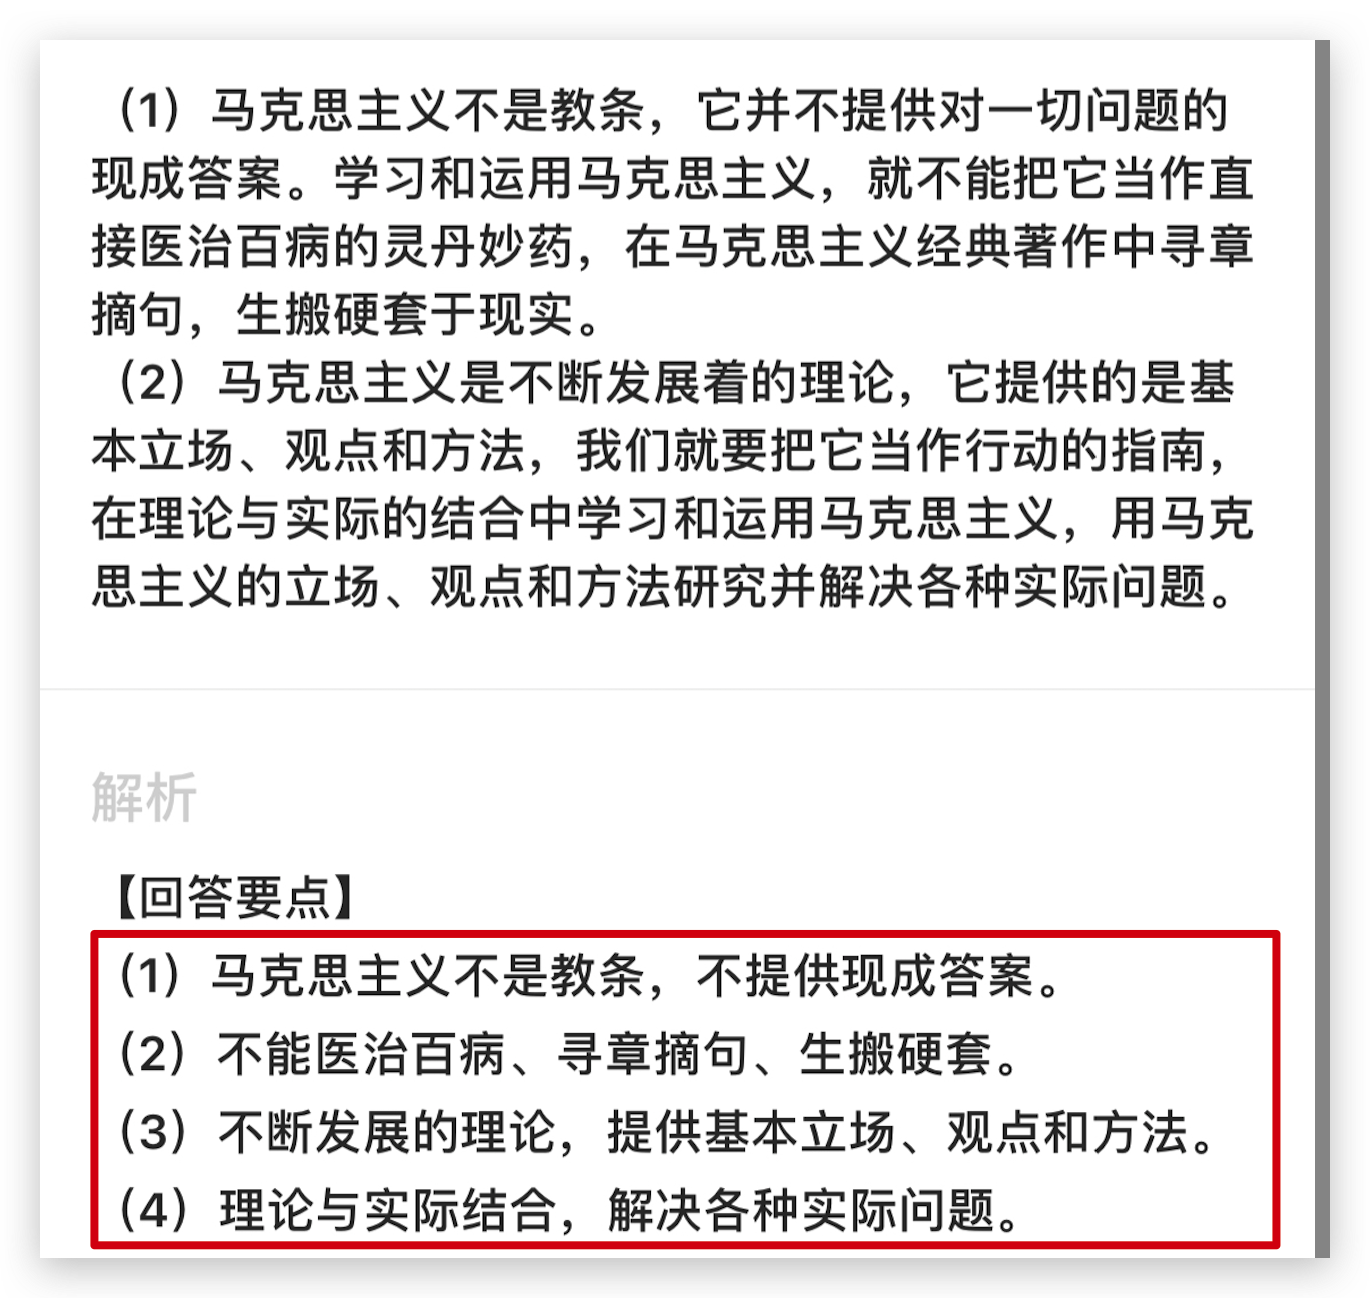 （1）马克思主义不是教条，它并不提供对一切问题的
现成答案。学习和运用马克思主义，就不能把它当作直
接医治百病的灵丹妙药，在马克思主义经典著作中寻章
摘句，生搬硬套于现实。
（2）马克思主义是不断发展着的理论，它提供的是基
本立场、观点和方法，我们就要把它当作行动的指南，
在理论与实际的结合中学习和运用马克思主义，用马克
思主义的立场、观点和方法研究并解决各种实际问题。
解析
【回答要点】
（1）马克思主义不是教条，不提供现成答案。
（2）不能医治百病、寻章摘句、生搬硬套。
（3）不断发展的理论，提供基本立场、观点和方法。
（4）理论与实际结合，解决各种实际问题。